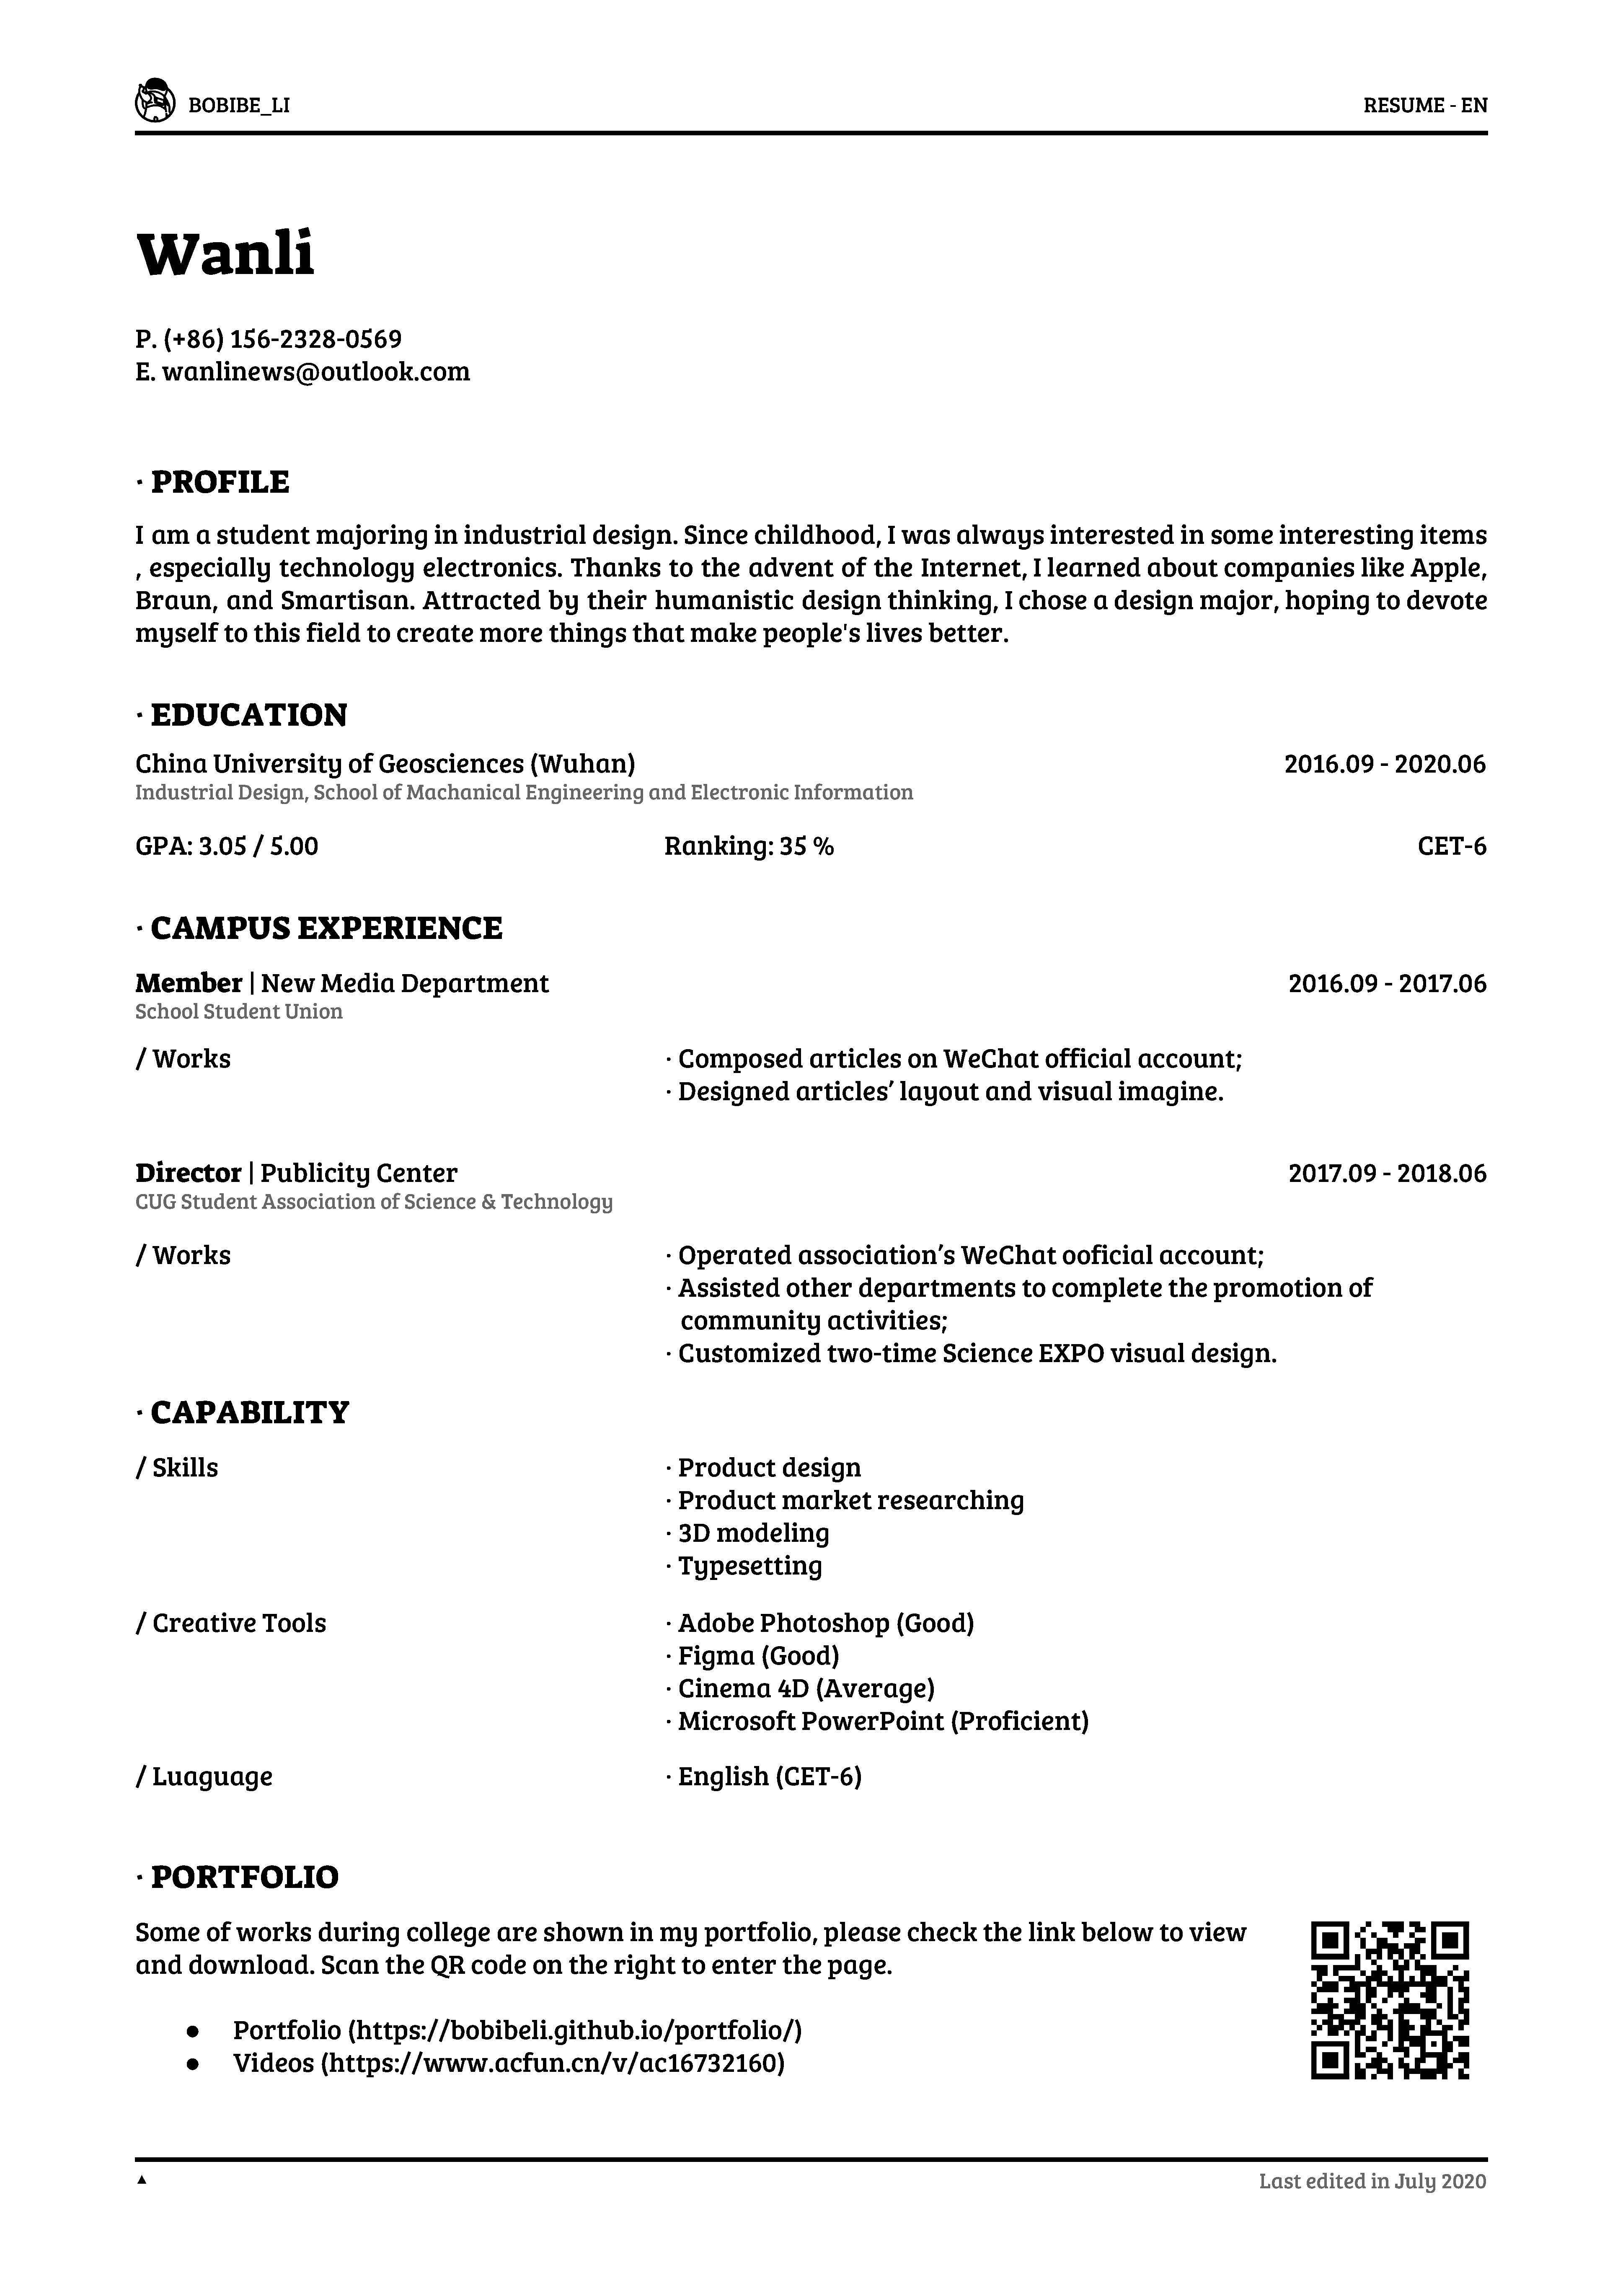 BOBIBE_LI RESUME - EN
Wanli
P. (+86) 156-2328-0569
E. wanlinews@outlook.com
· PROFILE
I am a student majoring in industrial design. Since childhood, I was always interested in some interesting items
, especially technology electronics. Thanks to the advent of the Internet, I learned about companies like Apple,
Braun, and Smartisan. Attracted by their humanistic design thinking, I chose a design major, hoping to devote
myself to this field to create more things that make people's lives better.
· EDUCATION
China University of Geosciences (Wuhan) 2016.09 - 2020.06
Industrial Design, School of Machanical Engineering and Electronic Information
GPA: 3.05 / 5.00 Ranking: 35 % CET-6
· CAMPUS EXPERIENCE
Member | New Media Department 2016.09 - 2017.06
School Student Union
/ Works · Composed articles on WeChat official account;
· Designed articles’ layout and visual imagine.
Director | Publicity Center 2017.09 - 2018.06
CUG Student Association of Science & Technology
/ Works · Operated association’s WeChat ooficial account;
· Assisted other departments to complete the promotion of
community activities;
· Customized two-time Science EXPO visual design.
· CAPABILITY
/ Skills · Product design
· Product market researching
· 3D modeling
· Typesetting
/ Creative Tools · Adobe Photoshop (Good)
· Figma (Good)
· Cinema 4D (Average)
· Microsoft PowerPoint (Proficient)
/ Luaguage · English (CET-6)
· PORTFOLIO
Some of works during college are shown in my portfolio, please check the link below to view
and download. Scan the QR code on the right to enter the page.
● Portfolio (https://bobibeli.github.io/portfolio/)
● Videos (https://www.acfun.cn/v/ac16732160)
▲ Last edited in July 2020